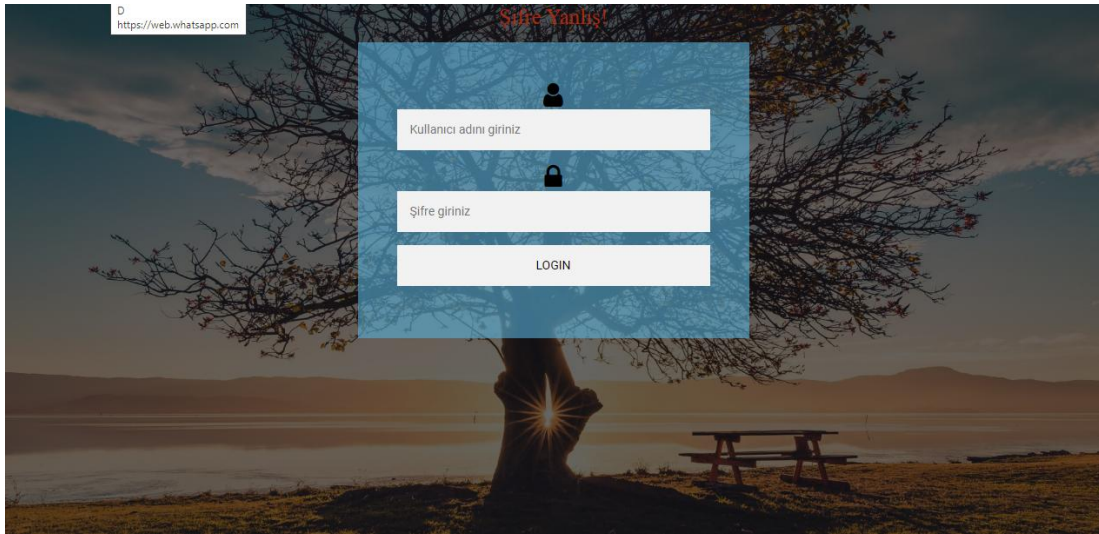 D
https://web.whatsapp.com
Şifre Yanlış!
Kullanıcı adını giriniz
Şifre giriniz
LOGIN